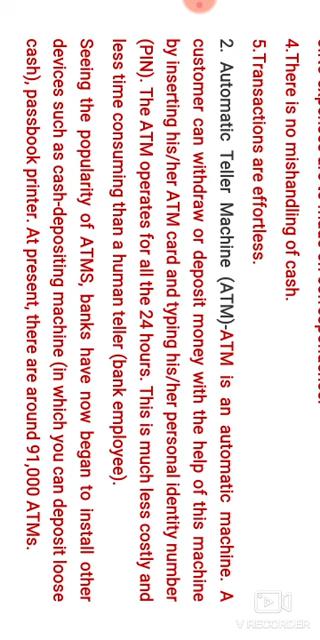 4.There is no mishandling of cash.
5.Transactions are effortless.
2. Automatic Teller Machine (ATM)-ATM is an automatic machine. A
customer can withdraw or deposit money with the help of this machine
by inserting his/her ATM card and typing his/her personal identity number
(PIN). The ATM operates for all the 24 hours. This is much less costly and
less time consuming than a human teller (bank employee).
Seeing the popularity of ATMS, banks have now began to install other
devices such as cash-depositing machine (in which you can deposit loose
cash), passbook printer. At present, there are around 91,000 ATMs.
V RECORDER